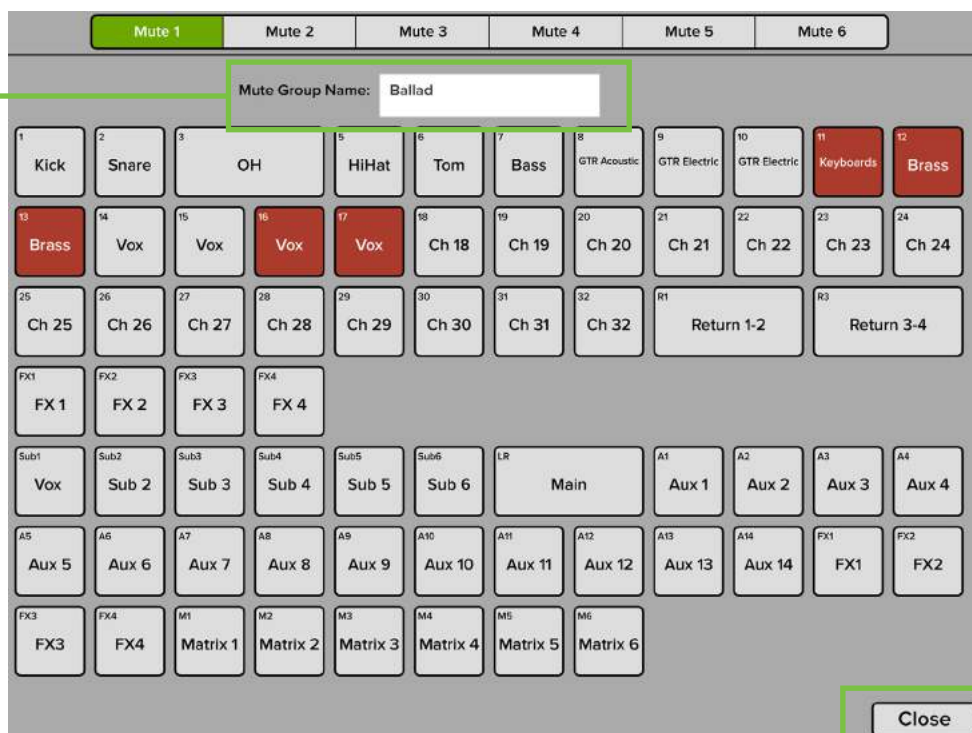 Mute 1 Mute 2 Mute 3 Mute 4 Mute 5 Mute 6
Mute Group Name: Ballad
1 2 3 5 6 7 8 9 10 11 12
Kick Snare OH HiHat Tom Bass GTR Acoustic GTR Electric GTR Electric Keyboards Brass
13 14 15 16 17 18 19 20 21 22 23 24
Brass Vox Vox Vox Vox Ch 18 Ch 19 Ch 20 Ch 21 Ch 22 Ch 23 Ch 24
25 26 27 28 29 30 31 32 R1 R3
Ch 25 Ch 26 Ch 27 Ch 28 Ch 29 Ch 30 Ch 31 Ch 32 Return 1-2 Return 3-4
FX1 FX2 FX3 FX4
FX 1 FX 2 FX 3 FX 4
Sub1 Sub2 Sub3 Sub4 Sub5 Sub6 LR A1 A2 A3 A4
Vox Sub 2 Sub 3 Sub 4 Sub 5 Sub 6 Main Aux 1 Aux 2 Aux 3 Aux 4
A5 A6 A7 A8 A9 A10 A11 A12 A13 A14 FX1 FX2
Aux 5 Aux 6 Aux 7 Aux 8 Aux 9 Aux 10 Aux 11 Aux 12 Aux 13 Aux 14 FX1 FX2
FX3 FX4 M1 M2 M3 M4 M5 M6
FX3 FX4 Matrix 1 Matrix 2 Matrix 3 Matrix 4 Matrix 5 Matrix 6
Close